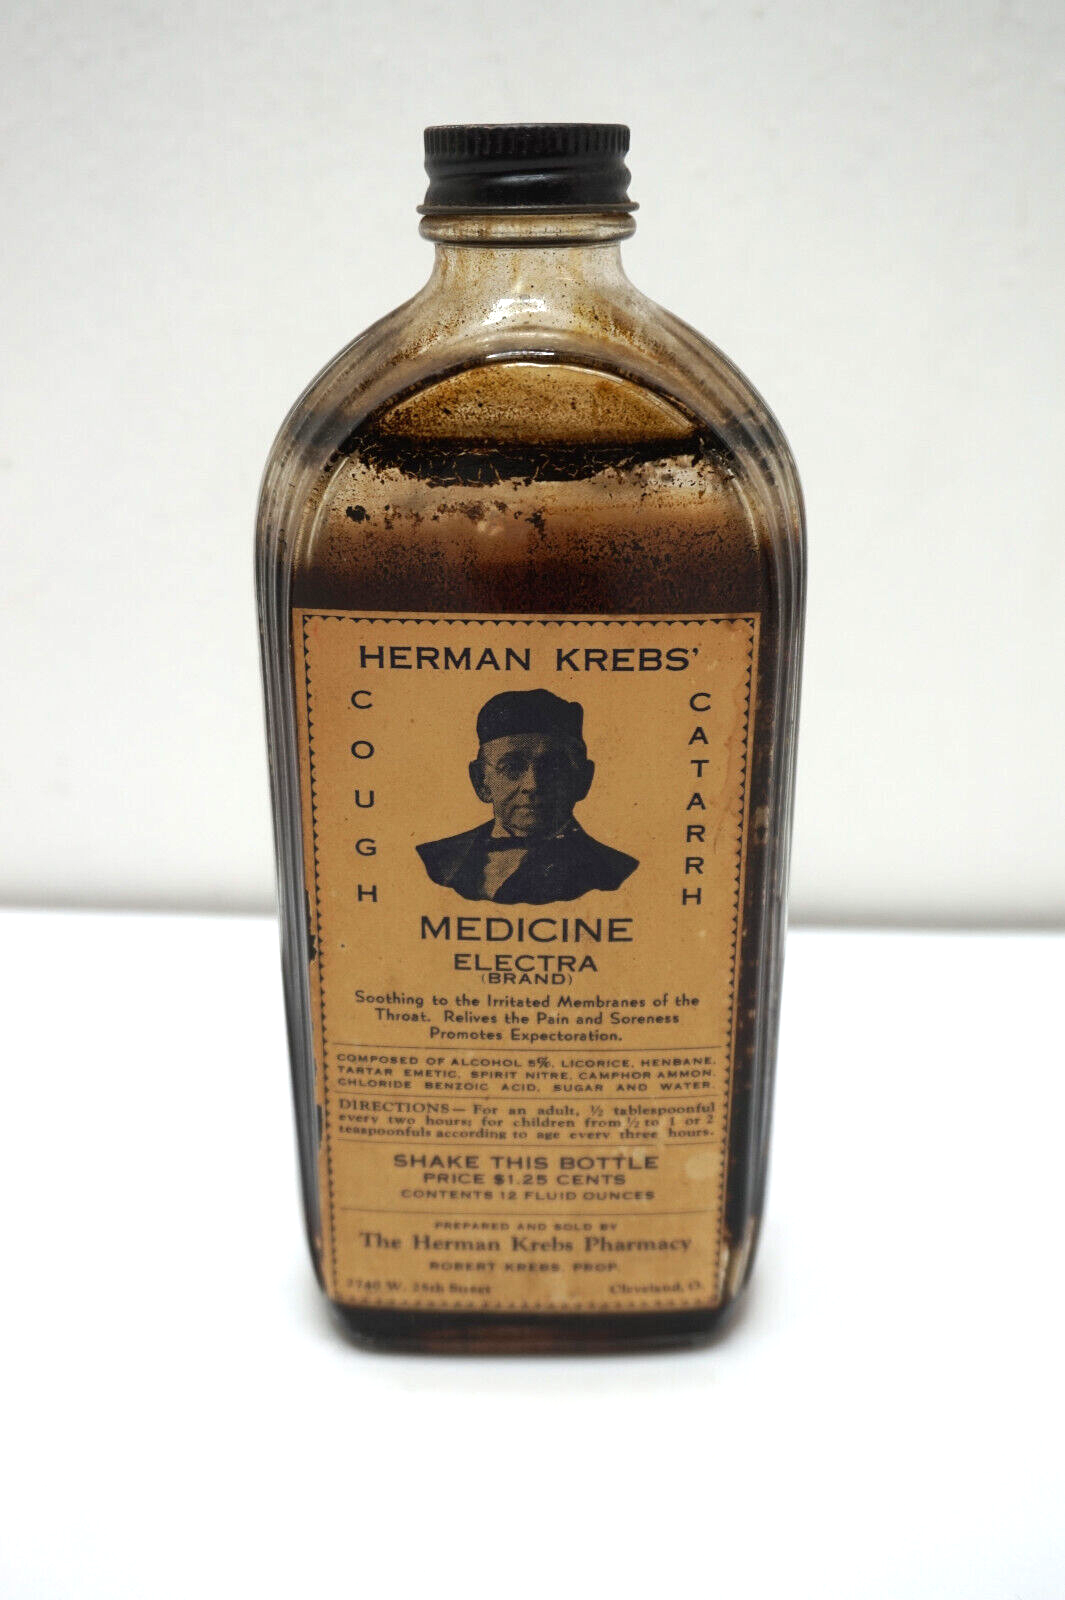 HERMAN KREBS'
COUGH
CATARRH
MEDICINE
ELECTRA
(BRAND)
Soothing to the Irritated Membranes of the
Throat. Relives the Pain and Soreness
Promotes Expectoration.
COMPOSED OF ALCOHOL 5%, LICORICE, HENBANE,
TARTAR EMETIC, SPIRIT NITRE, CAMPHOR AMMON.
CHLORIDE BENZOIC ACID, SUGAR AND WATER.
DIRECTIONS— For an adult, ½ tablespoonful
every two hours; for children from ½ to 1 or 2
teaspoonfuls according to age every three hours.
SHAKE THIS BOTTLE
PRICE $1.25 CENTS
CONTENTS 12 FLUID OUNCES
PREPARED AND SOLD BY
The Herman Krebs Pharmacy
ROBERT KREBS, PROP.
W. 25th Street Cleveland, O.